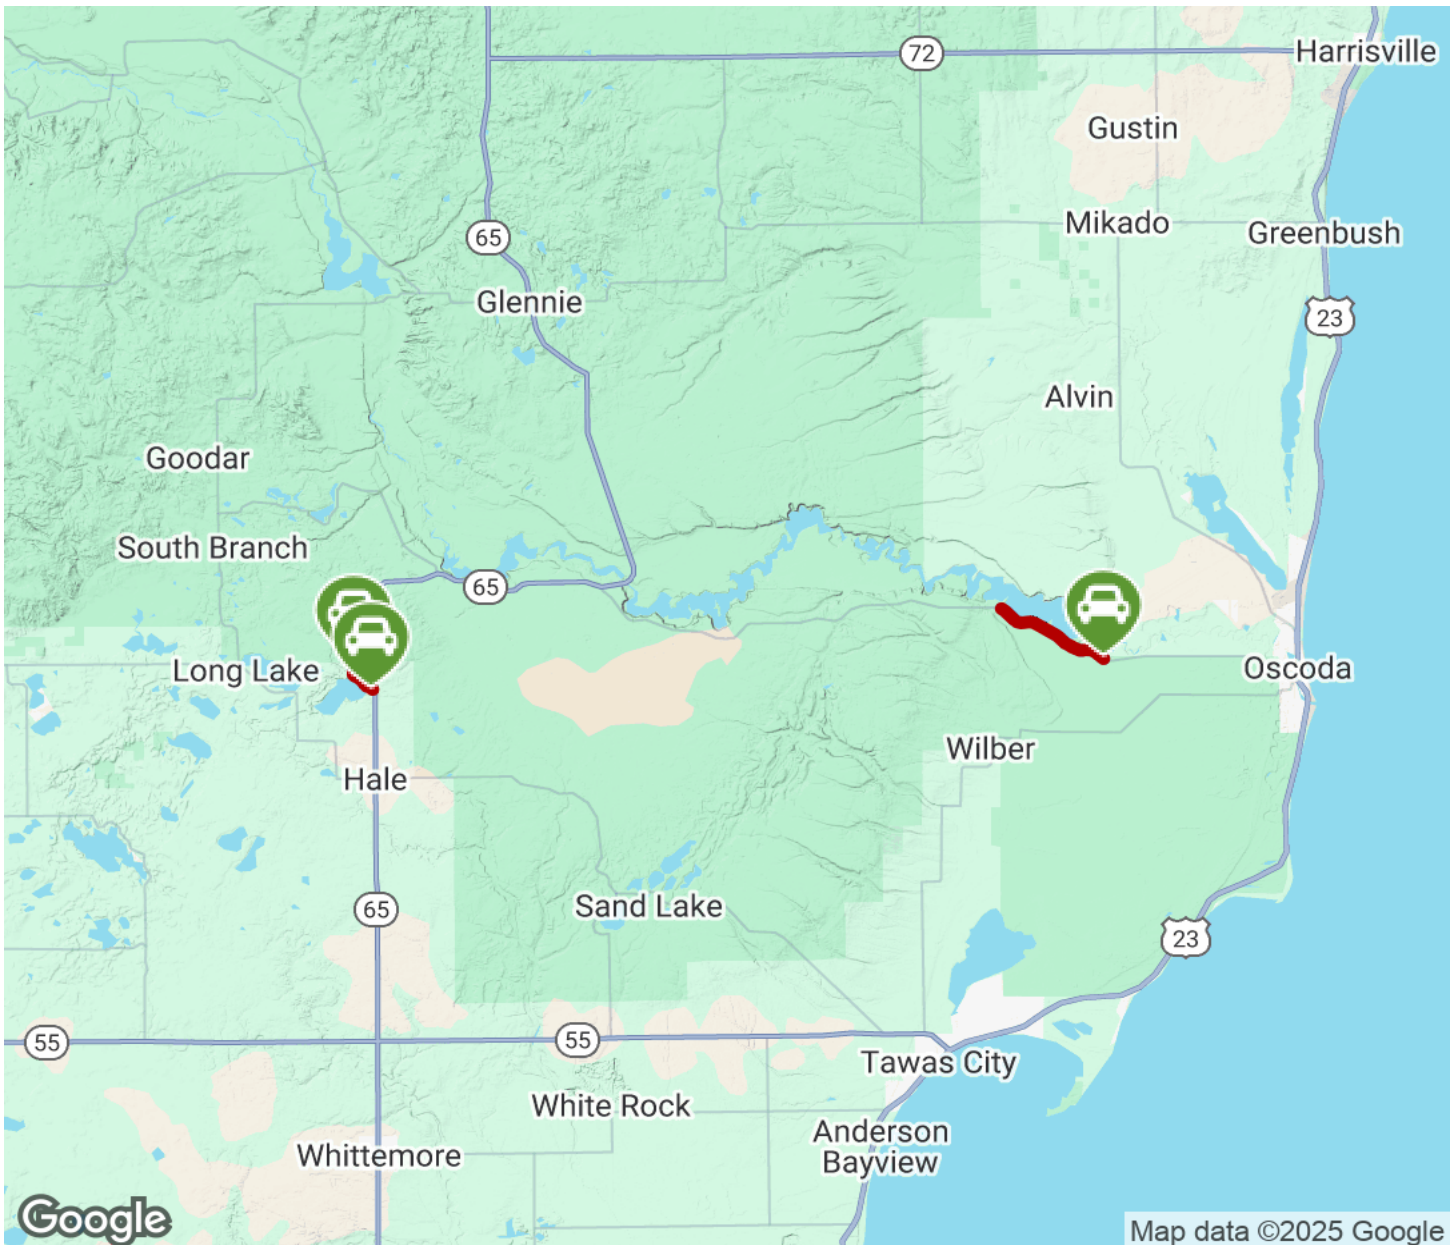 72
Harrisville
Gustin
Mikado
Greenbush
65
Glennie
23
Alvin
Goodar
South Branch
65
Long Lake
Oscoda
Wilber
Hale
65
Sand Lake
23
55
55
Tawas City
White Rock
Anderson
Bayview
Whittemore
Google
Map data ©2025 Google